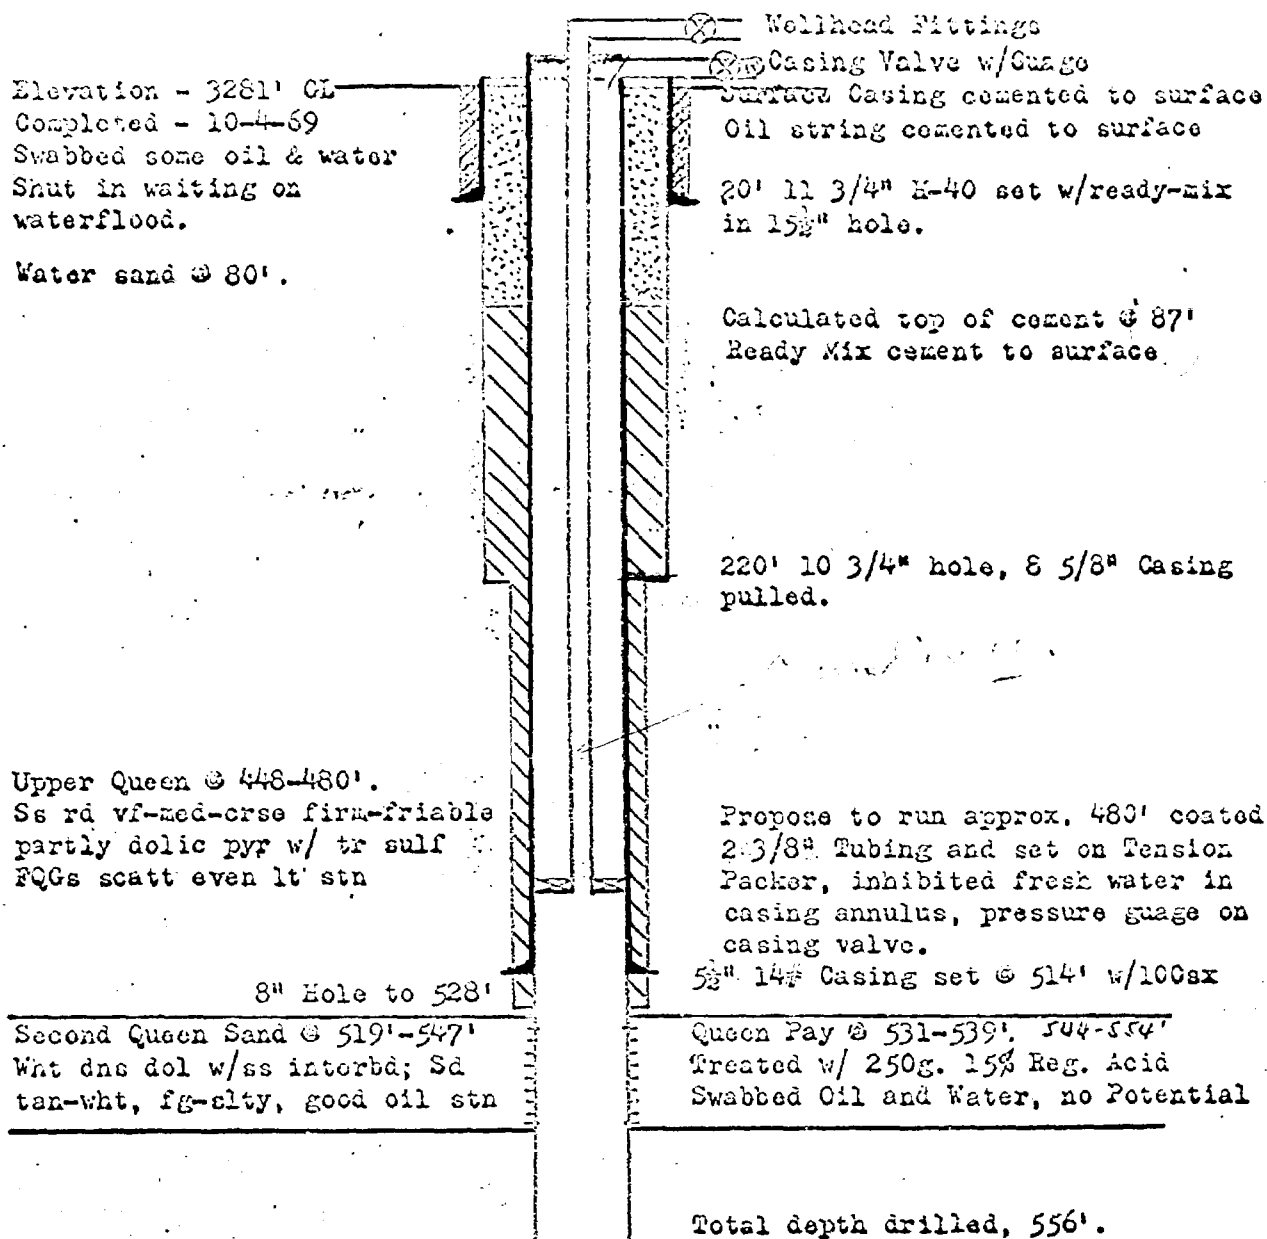 Wellhead Fittings
Casing Valve w/Guage
Elevation - 3281' GL
Completed - 10-4-69
Swabbed some oil & water
Shut in waiting on
waterflood.
Water sand @ 80'.
Surface Casing cemented to surface
Oil string cemented to surface
20' 11 3/4" H-40 set w/ready-mix
in 15½" hole.
Calculated top of cement @ 87'
Ready Mix cement to surface
220' 10 3/4" hole, 8 5/8" Casing
pulled.
Upper Queen @ 448-480'.
Ss rd vf-med-crse firm-friable
partly dolic pyr w/ tr sulf
FQGs scatt even lt stn
Propose to run approx. 480' coated
2 3/8" Tubing and set on Tension
Packer, inhibited fresh water in
casing annulus, pressure guage on
casing valve.
5½" 14# Casing set @ 514' w/100sx
8" Hole to 528'
Second Queen Sand @ 519'-547'
Wht dns dol w/ss interbd; Sd
tan-wht, fg-slty, good oil stn
Queen Pay @ 531-539'. 544-554'
Treated w/ 250g. 15% Reg. Acid
Swabbed Oil and Water, no Potential
Total depth drilled, 556'.